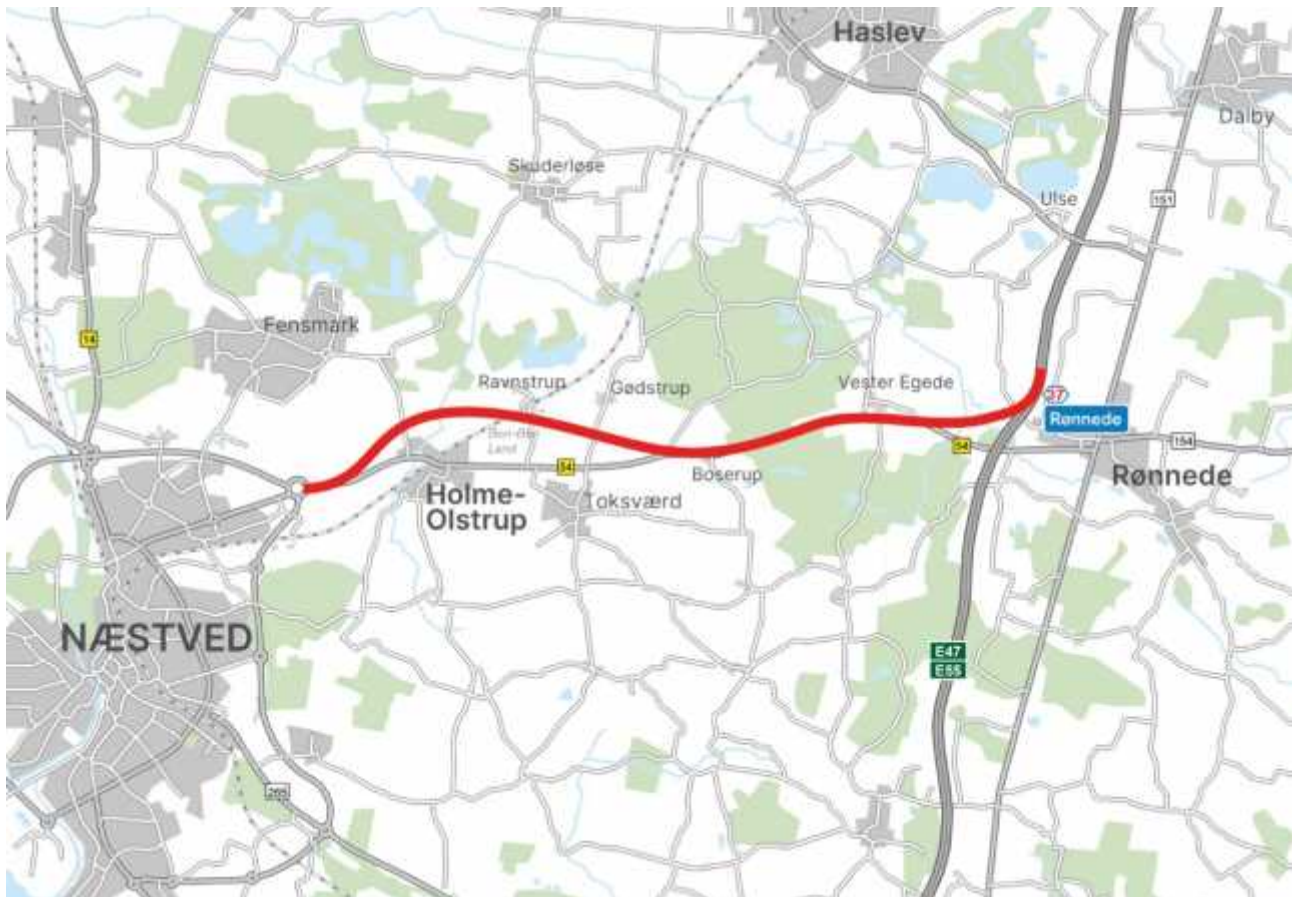 Haslev
Dalby
Skuderløse
Ulse
151
14
Fensmark
Ravnstrup
Gødstrup
Vester Egede
37
Rønnede
54
154
54
Boserup
Rønnede
Holme-
Olstrup
Toksværd
NÆSTVED
E47
E55
265